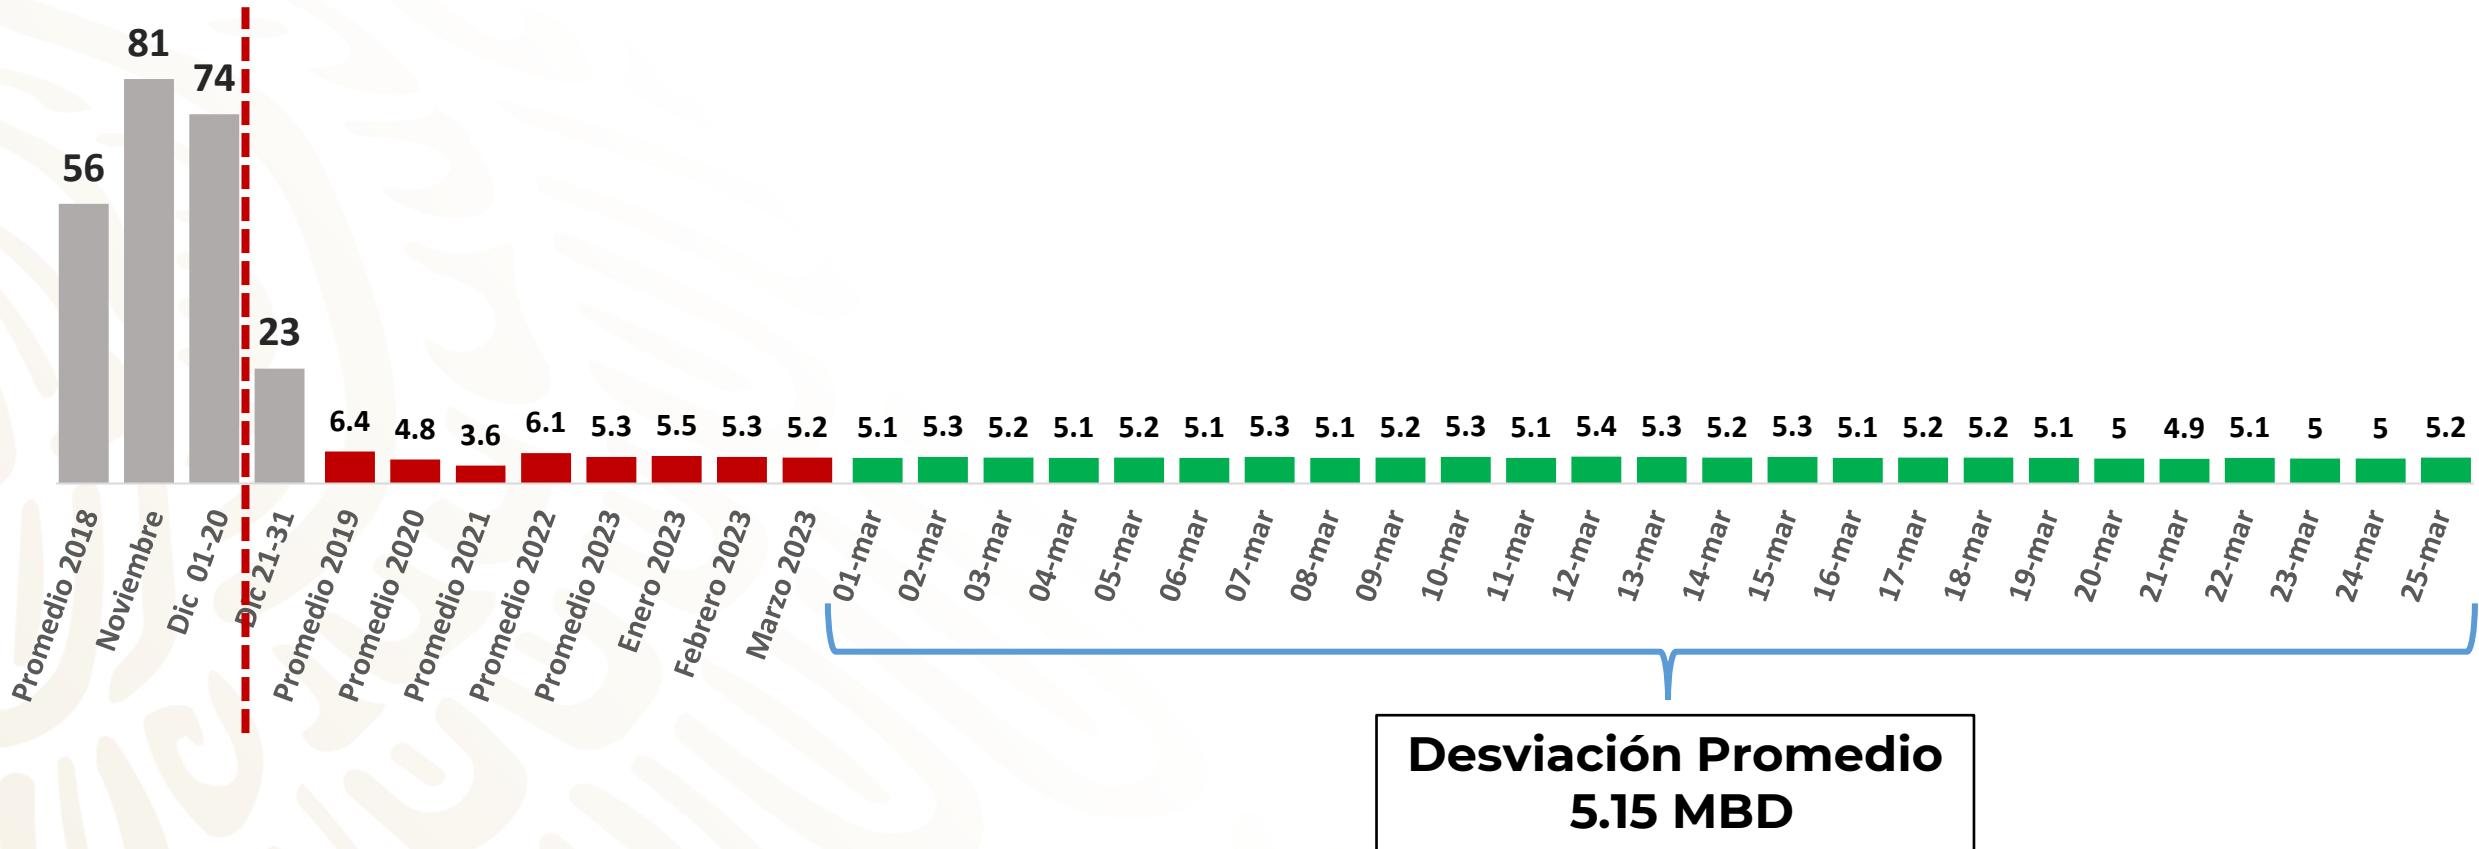 81
74
56
23
6.4 4.8 3.6 6.1 5.3 5.5 5.3 5.2 5.1 5.3 5.2 5.1 5.2 5.1 5.3 5.1 5.2 5.3 5.1 5.4 5.3 5.2 5.3 5.1 5.2 5.2 5.1 5 4.9 5.1 5 5 5.2
Promedio 2018
Noviembre
Dic 01-20
Dic 21-31
Promedio 2019
Promedio 2020
Promedio 2021
Promedio 2022
Promedio 2023
Enero 2023
Febrero 2023
Marzo 2023
01-mar
02-mar
03-mar
04-mar
05-mar
06-mar
07-mar
08-mar
09-mar
10-mar
11-mar
12-mar
13-mar
14-mar
15-mar
16-mar
17-mar
18-mar
19-mar
20-mar
21-mar
22-mar
23-mar
24-mar
25-mar
Desviación Promedio
5.15 MBD